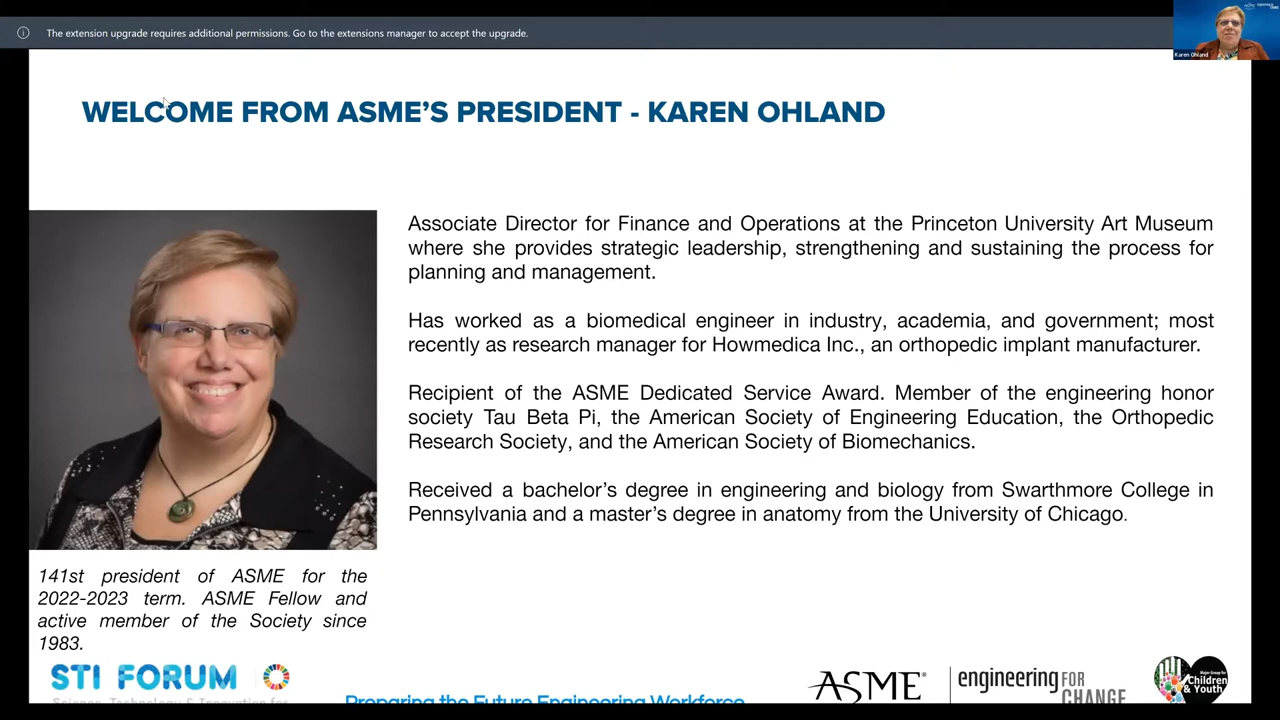 The extension upgrade requires additional permissions. Go to the extensions manager to accept the upgrade.
Karen Ohland
WELCOME FROM ASME’S PRESIDENT - KAREN OHLAND
Associate Director for Finance and Operations at the Princeton University Art Museum
where she provides strategic leadership, strengthening and sustaining the process for
planning and management.
Has worked as a biomedical engineer in industry, academia, and government; most
recently as research manager for Howmedica Inc., an orthopedic implant manufacturer.
Recipient of the ASME Dedicated Service Award. Member of the engineering honor
society Tau Beta Pi, the American Society of Engineering Education, the Orthopedic
Research Society, and the American Society of Biomechanics.
Received a bachelor’s degree in engineering and biology from Swarthmore College in
Pennsylvania and a master’s degree in anatomy from the University of Chicago.
141st president of ASME for the
2022-2023 term. ASME Fellow and
active member of the Society since
1983.
STI FORUM
Science, Technology & Innovation for
Preparing the Future Engineering Workforce
ASME®
engineering FOR
CHANGE
Major Group for
Children
& Youth